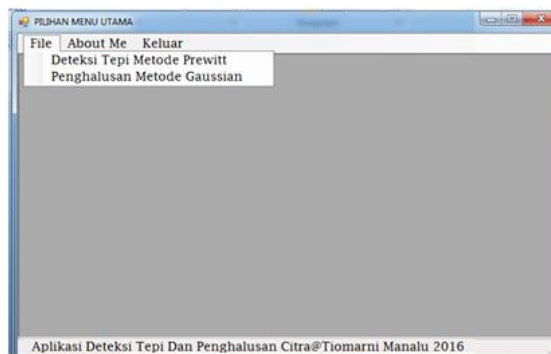 PILIHAN MENU UTAMA
File About Me Keluar
Deteksi Tepi Metode Prewitt
Penghalusan Metode Gaussian
Aplikasi Deteksi Tepi Dan Penghalusan Citra@Tiomarni Manalu 2016